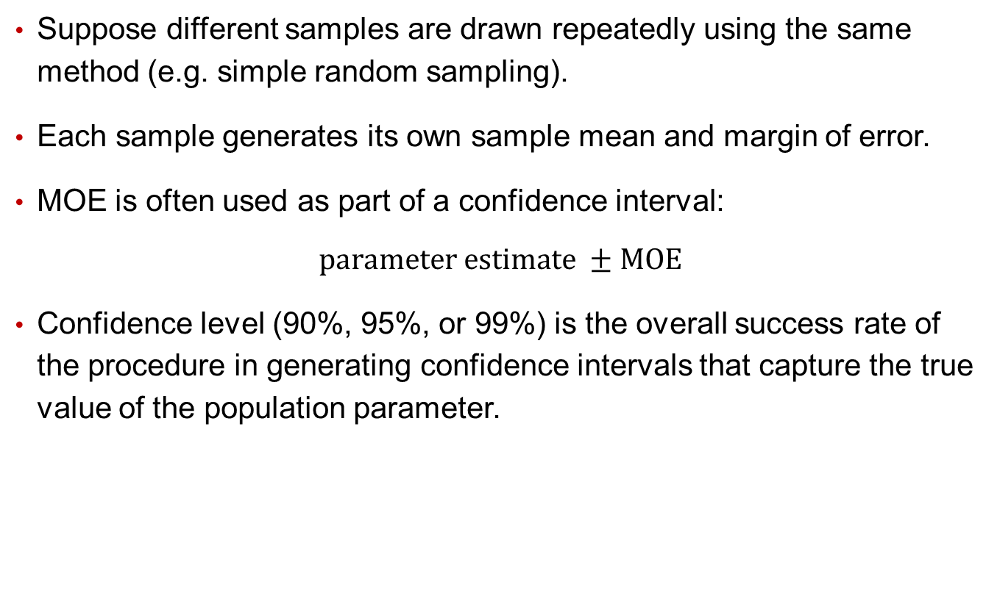 • Suppose different samples are drawn repeatedly using the same
method (e.g. simple random sampling).
• Each sample generates its own sample mean and margin of error.
• MOE is often used as part of a confidence interval:
parameter estimate ± MOE
• Confidence level (90%, 95%, or 99%) is the overall success rate of
the procedure in generating confidence intervals that capture the true
value of the population parameter.